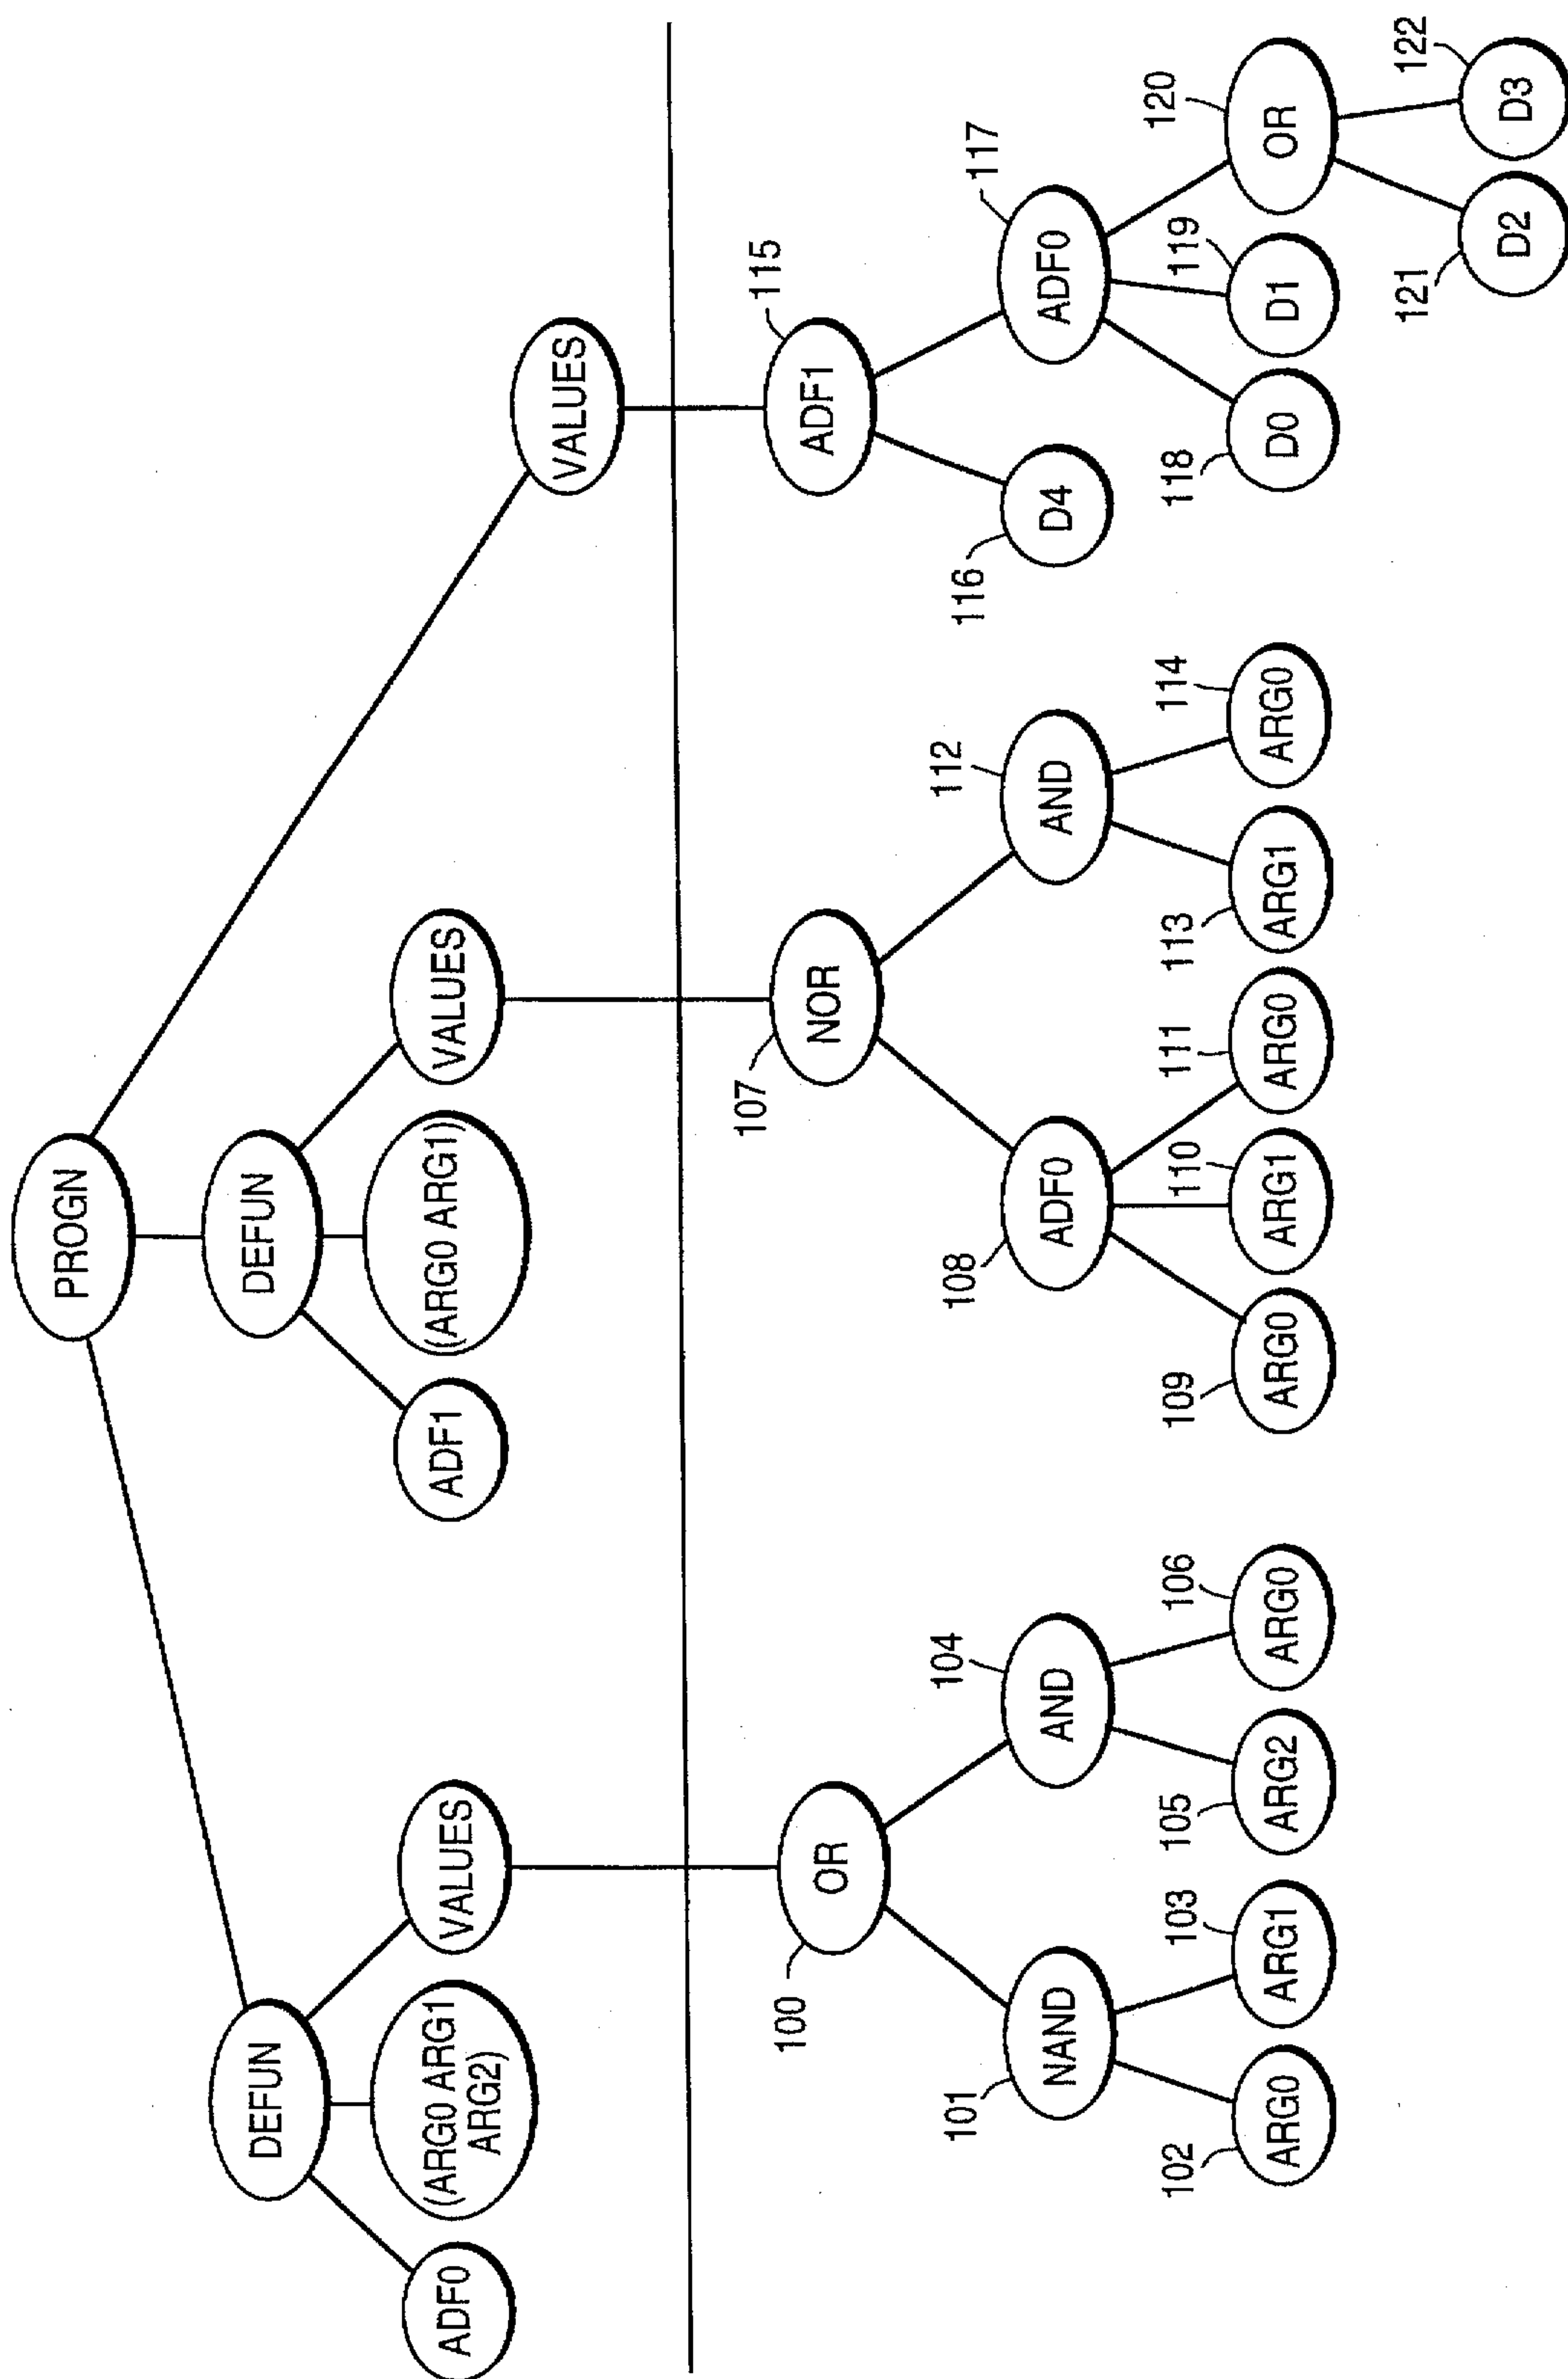 PROGN
DEFUN
ADF0
(ARG0 ARG1
ARG2)
VALUES
DEFUN
ADF1
(ARG0 ARG1)
VALUES
VALUES
100
OR
101
NAND
102
ARG0
103
ARG1
104
AND
105
ARG2
106
ARG0
107
NOR
108
ADF0
109
ARG0
110
ARG1
111
ARG0
112
AND
113
ARG1
114
ARG0
115
ADF1
116
D4
117
ADF0
118
D0
119
D1
120
OR
121
D2
122
D3